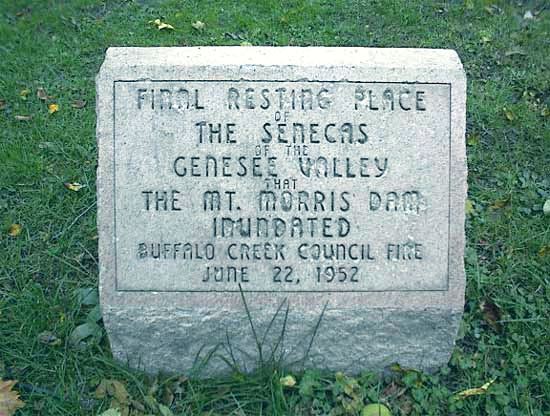 FINAL RESTING PLACE
OF
THE SENECAS
OF THE
GENESEE VALLEY
THAT
THE MT. MORRIS DAM
INUNDATED
BUFFALO CREEK COUNCIL FIRE
JUNE 22, 1952